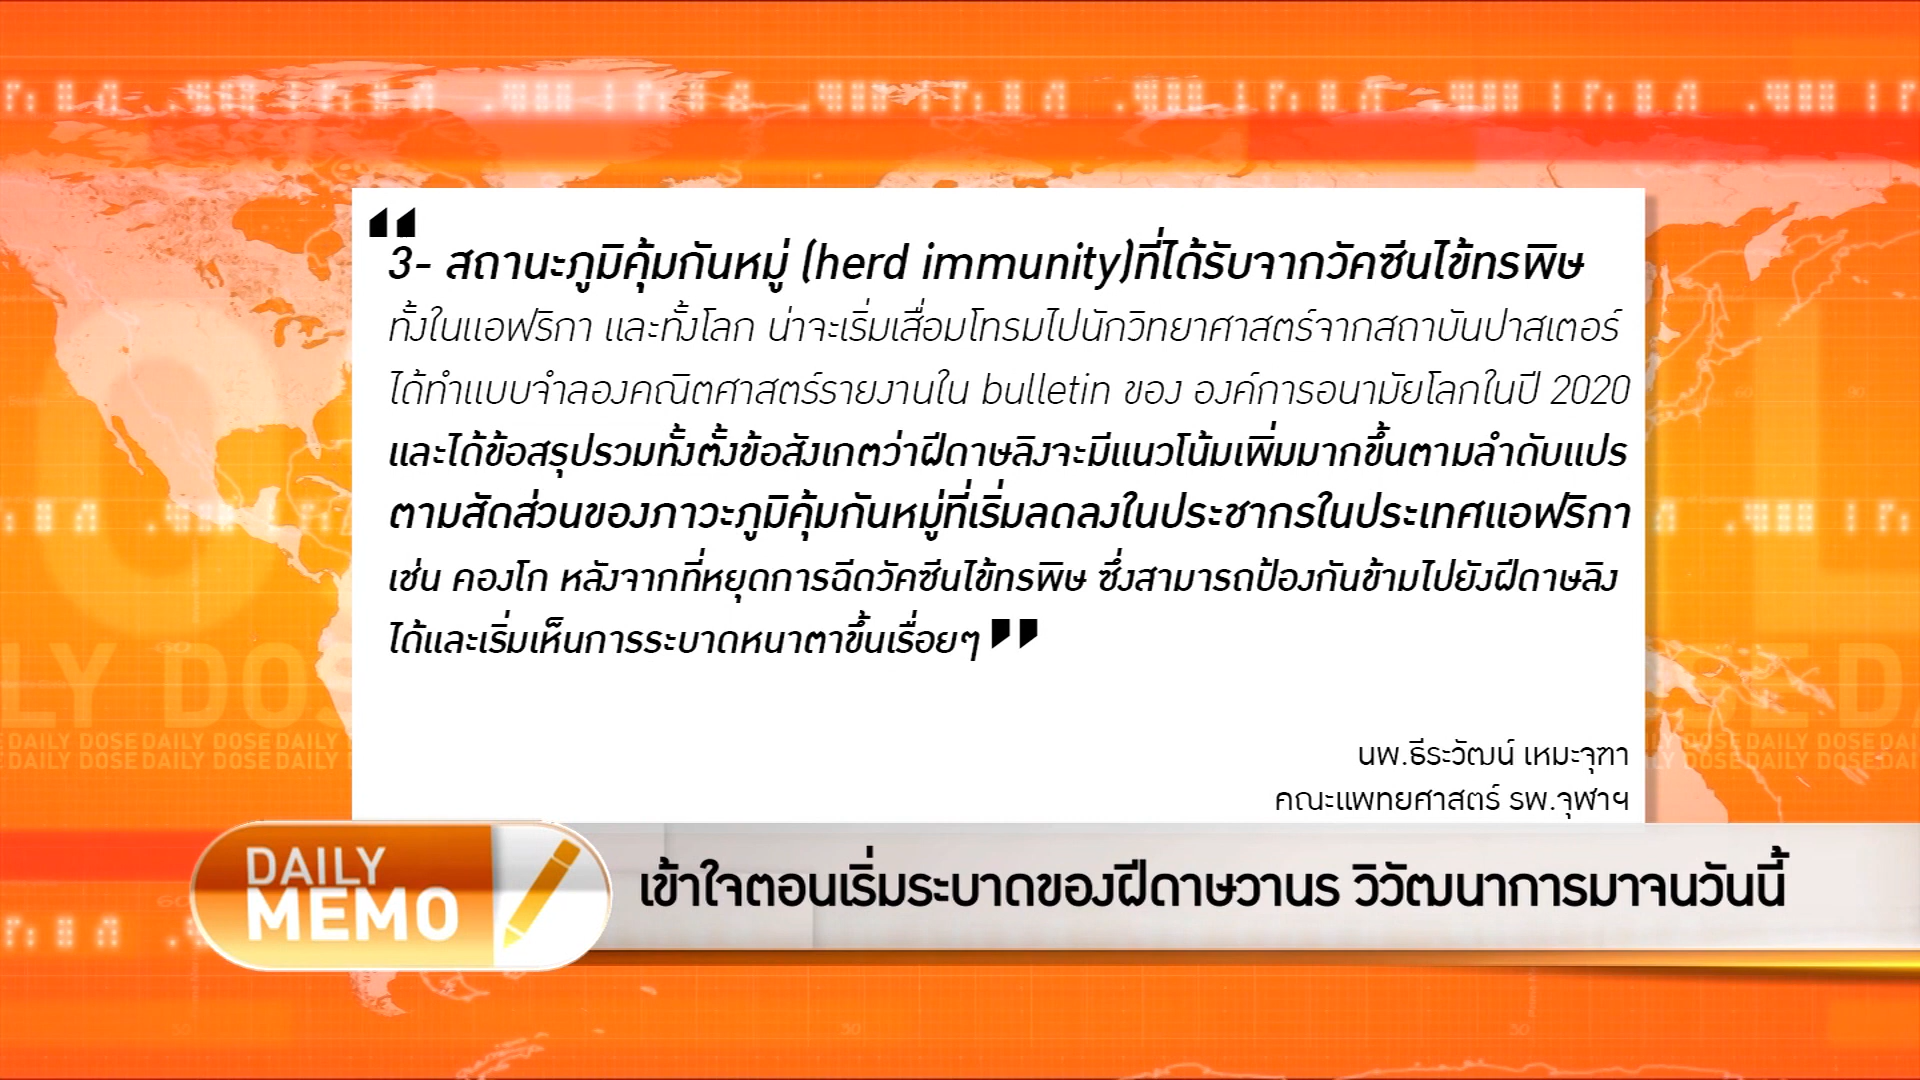 “
3- สถานะภูมิคุ้มกันหมู่ (herd immunity)ที่ได้รับจากวัคซีนไข้ทรพิษ
ทั้งในแอฟริกา และทั้งโลก น่าจะเริ่มเสื่อมโทรมไปนักวิทยาศาสตร์จากสถาบันปาสเตอร์
ได้ทำแบบจำลองคณิตศาสตร์รายงานใน bulletin ของ องค์การอนามัยโลกในปี 2020
และได้ข้อสรุปรวมทั้งตั้งข้อสังเกตว่าฝีดาษลิงจะมีแนวโน้มเพิ่มมากขึ้นตามลำดับแปร
ตามสัดส่วนของภาวะภูมิคุ้มกันหมู่ที่เริ่มลดลงในประชากรในประเทศแอฟริกา
เช่น คองโก หลังจากที่หยุดการฉีดวัคซีนไข้ทรพิษ ซึ่งสามารถป้องกันข้ามไปยังฝีดาษลิง
ได้และเริ่มเห็นการระบาดหนาตาขึ้นเรื่อยๆ ”
นพ.ธีระวัฒน์ เหมะจุฑา
คณะแพทยศาสตร์ รพ.จุฬาฯ
LY DOS
SE DA
DAILY DOSE DAILY DOSE DAILY
DAILY DOSE DAILY DOSE DAILY
DOSE DAILY DOSE DAI
DOSE DAILY DOSE DAI
DAILY
MEMO
เข้าใจตอนเริ่มระบาดของฝีดาษวานร วิวัฒนาการมาจนวันนี้